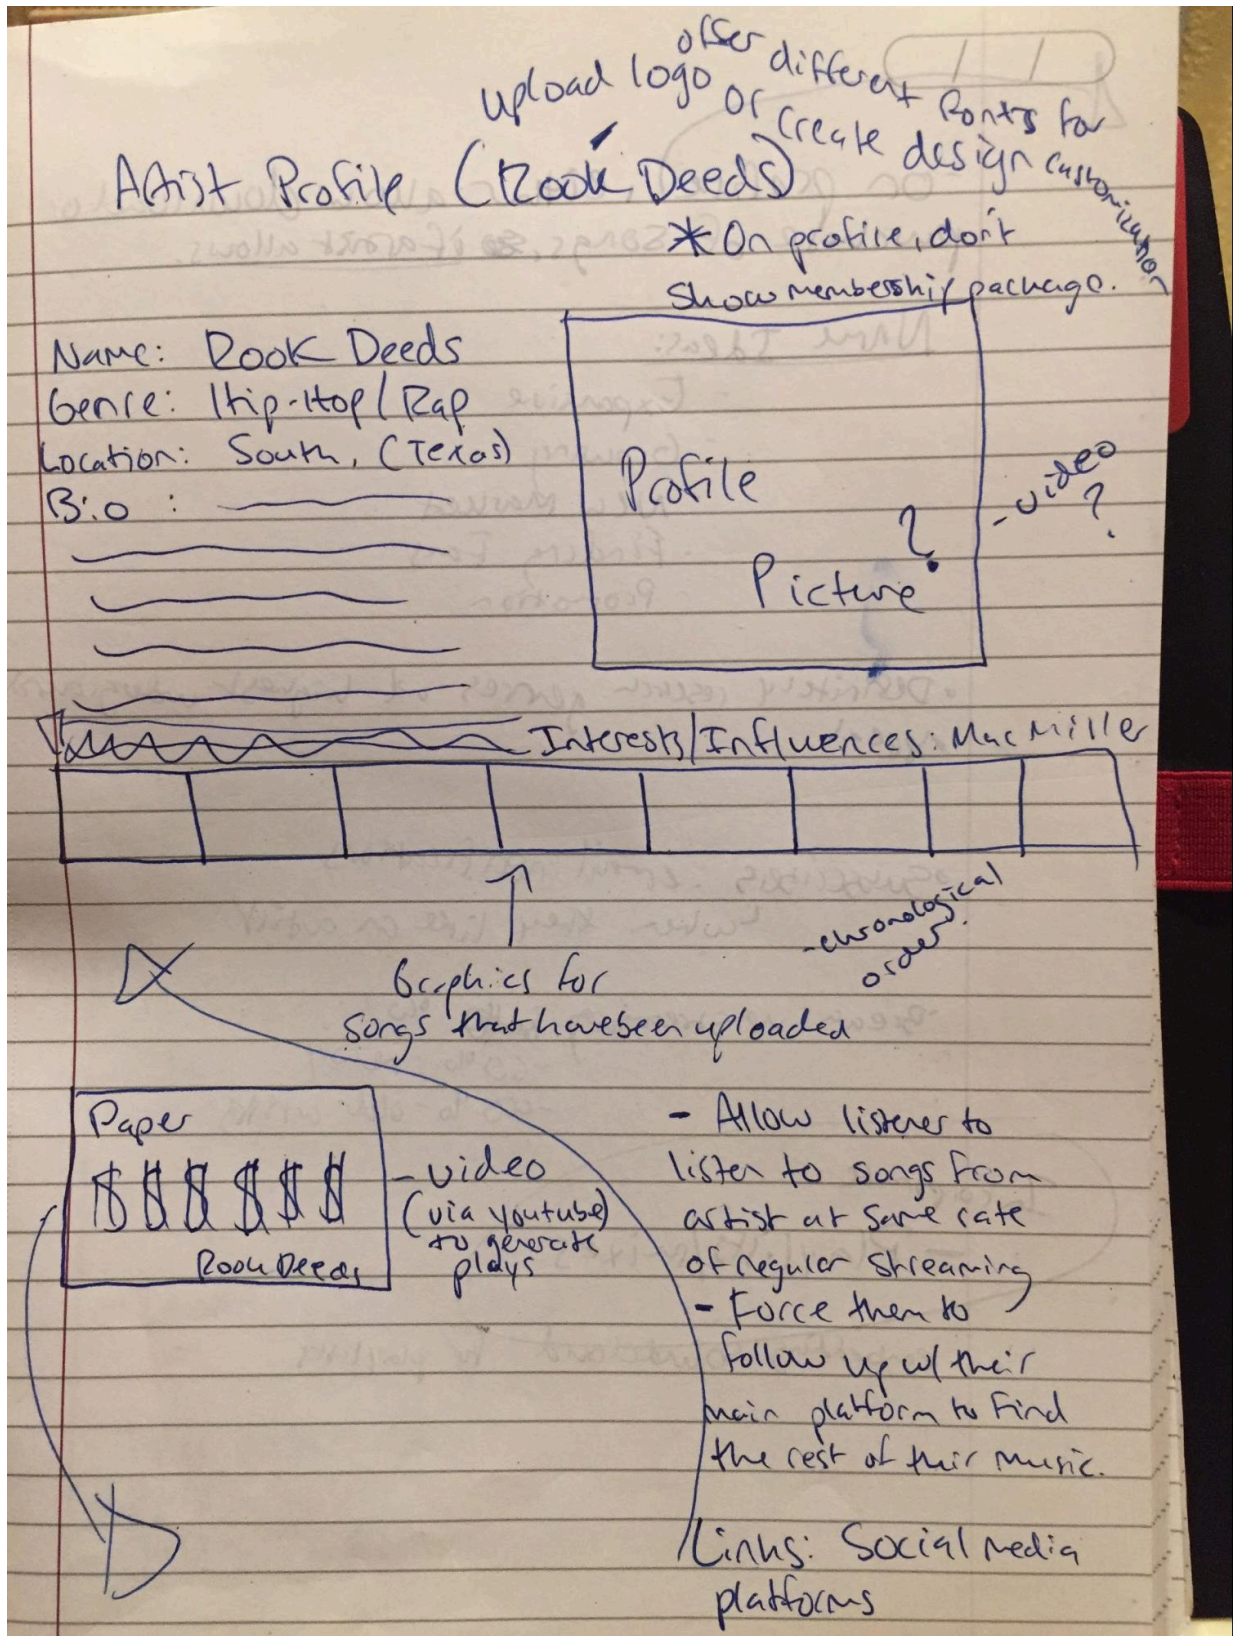 upload logo or create design
offer different fonts for customization
Artist Profile (Rook Deeds)
* On profile, don't
show membership package.
Name: Rook Deeds
Genre: Hip-Hop/Rap
Location: South, (Texas)
Bio :
Profile
Picture ?
- video
?
Interests/Influences: Mac Miller
- chronological
order.
Graphics for
songs that have been uploaded
Paper
$ $ $ $ $ $
Rook Deeds
- video
(via youtube)
to generate
plays
- Allow listener to
listen to songs from
artist at same rate
of regular streaming
- Force them to
follow up w/ their
main platform to find
the rest of their music.
Links: Social media
platforms